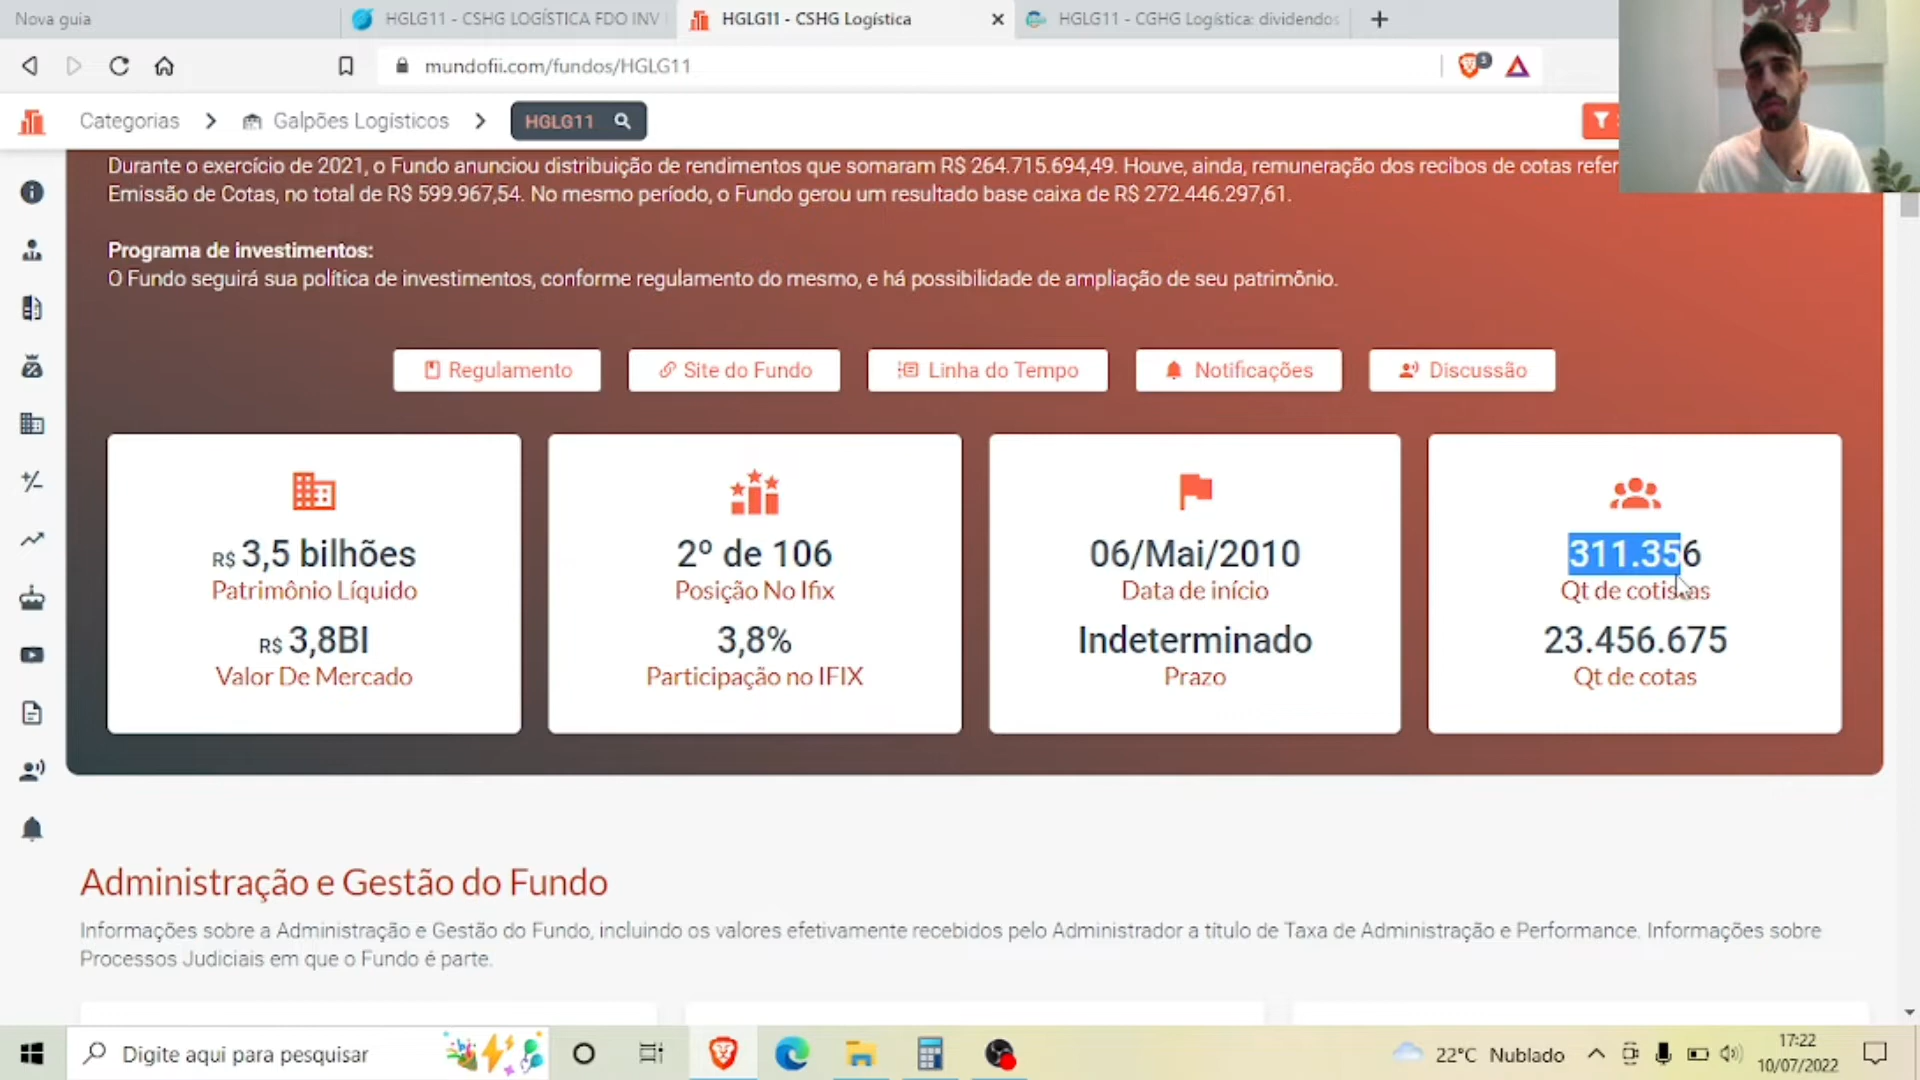 Nova guia
HGLG11 - CSHG LOGÍSTICA FDO INV
HGLG11 - CSHG Logística
HGLG11 - CGHG Logística: dividendos
mundofii.com/fundos/HGLG11
3
Categorias
Galpões Logísticos
HGLG11
Durante o exercício de 2021, o Fundo anunciou distribuição de rendimentos que somaram R$ 264.715.694,49. Houve, ainda, remuneração dos recibos de cotas refer
Emissão de Cotas, no total de R$ 599.967,54. No mesmo período, o Fundo gerou um resultado base caixa de R$ 272.446.297,61.
Programa de investimentos:
O Fundo seguirá sua política de investimentos, conforme regulamento do mesmo, e há possibilidade de ampliação de seu patrimônio.
Regulamento
Site do Fundo
Linha do Tempo
Notificações
Discussão
R$ 3,5 bilhões
Patrimônio Líquido
R$ 3,8BI
Valor De Mercado
2º de 106
Posição No Ifix
3,8%
Participação no IFIX
06/Mai/2010
Data de início
Indeterminado
Prazo
311.356
Qt de cotistas
23.456.675
Qt de cotas
Administração e Gestão do Fundo
Informações sobre a Administração e Gestão do Fundo, incluindo os valores efetivamente recebidos pelo Administrador a título de Taxa de Administração e Performance. Informações sobre
Processos Judiciais em que o Fundo é parte.
Digite aqui para pesquisar
22°C Nublado
17:22
10/07/2022